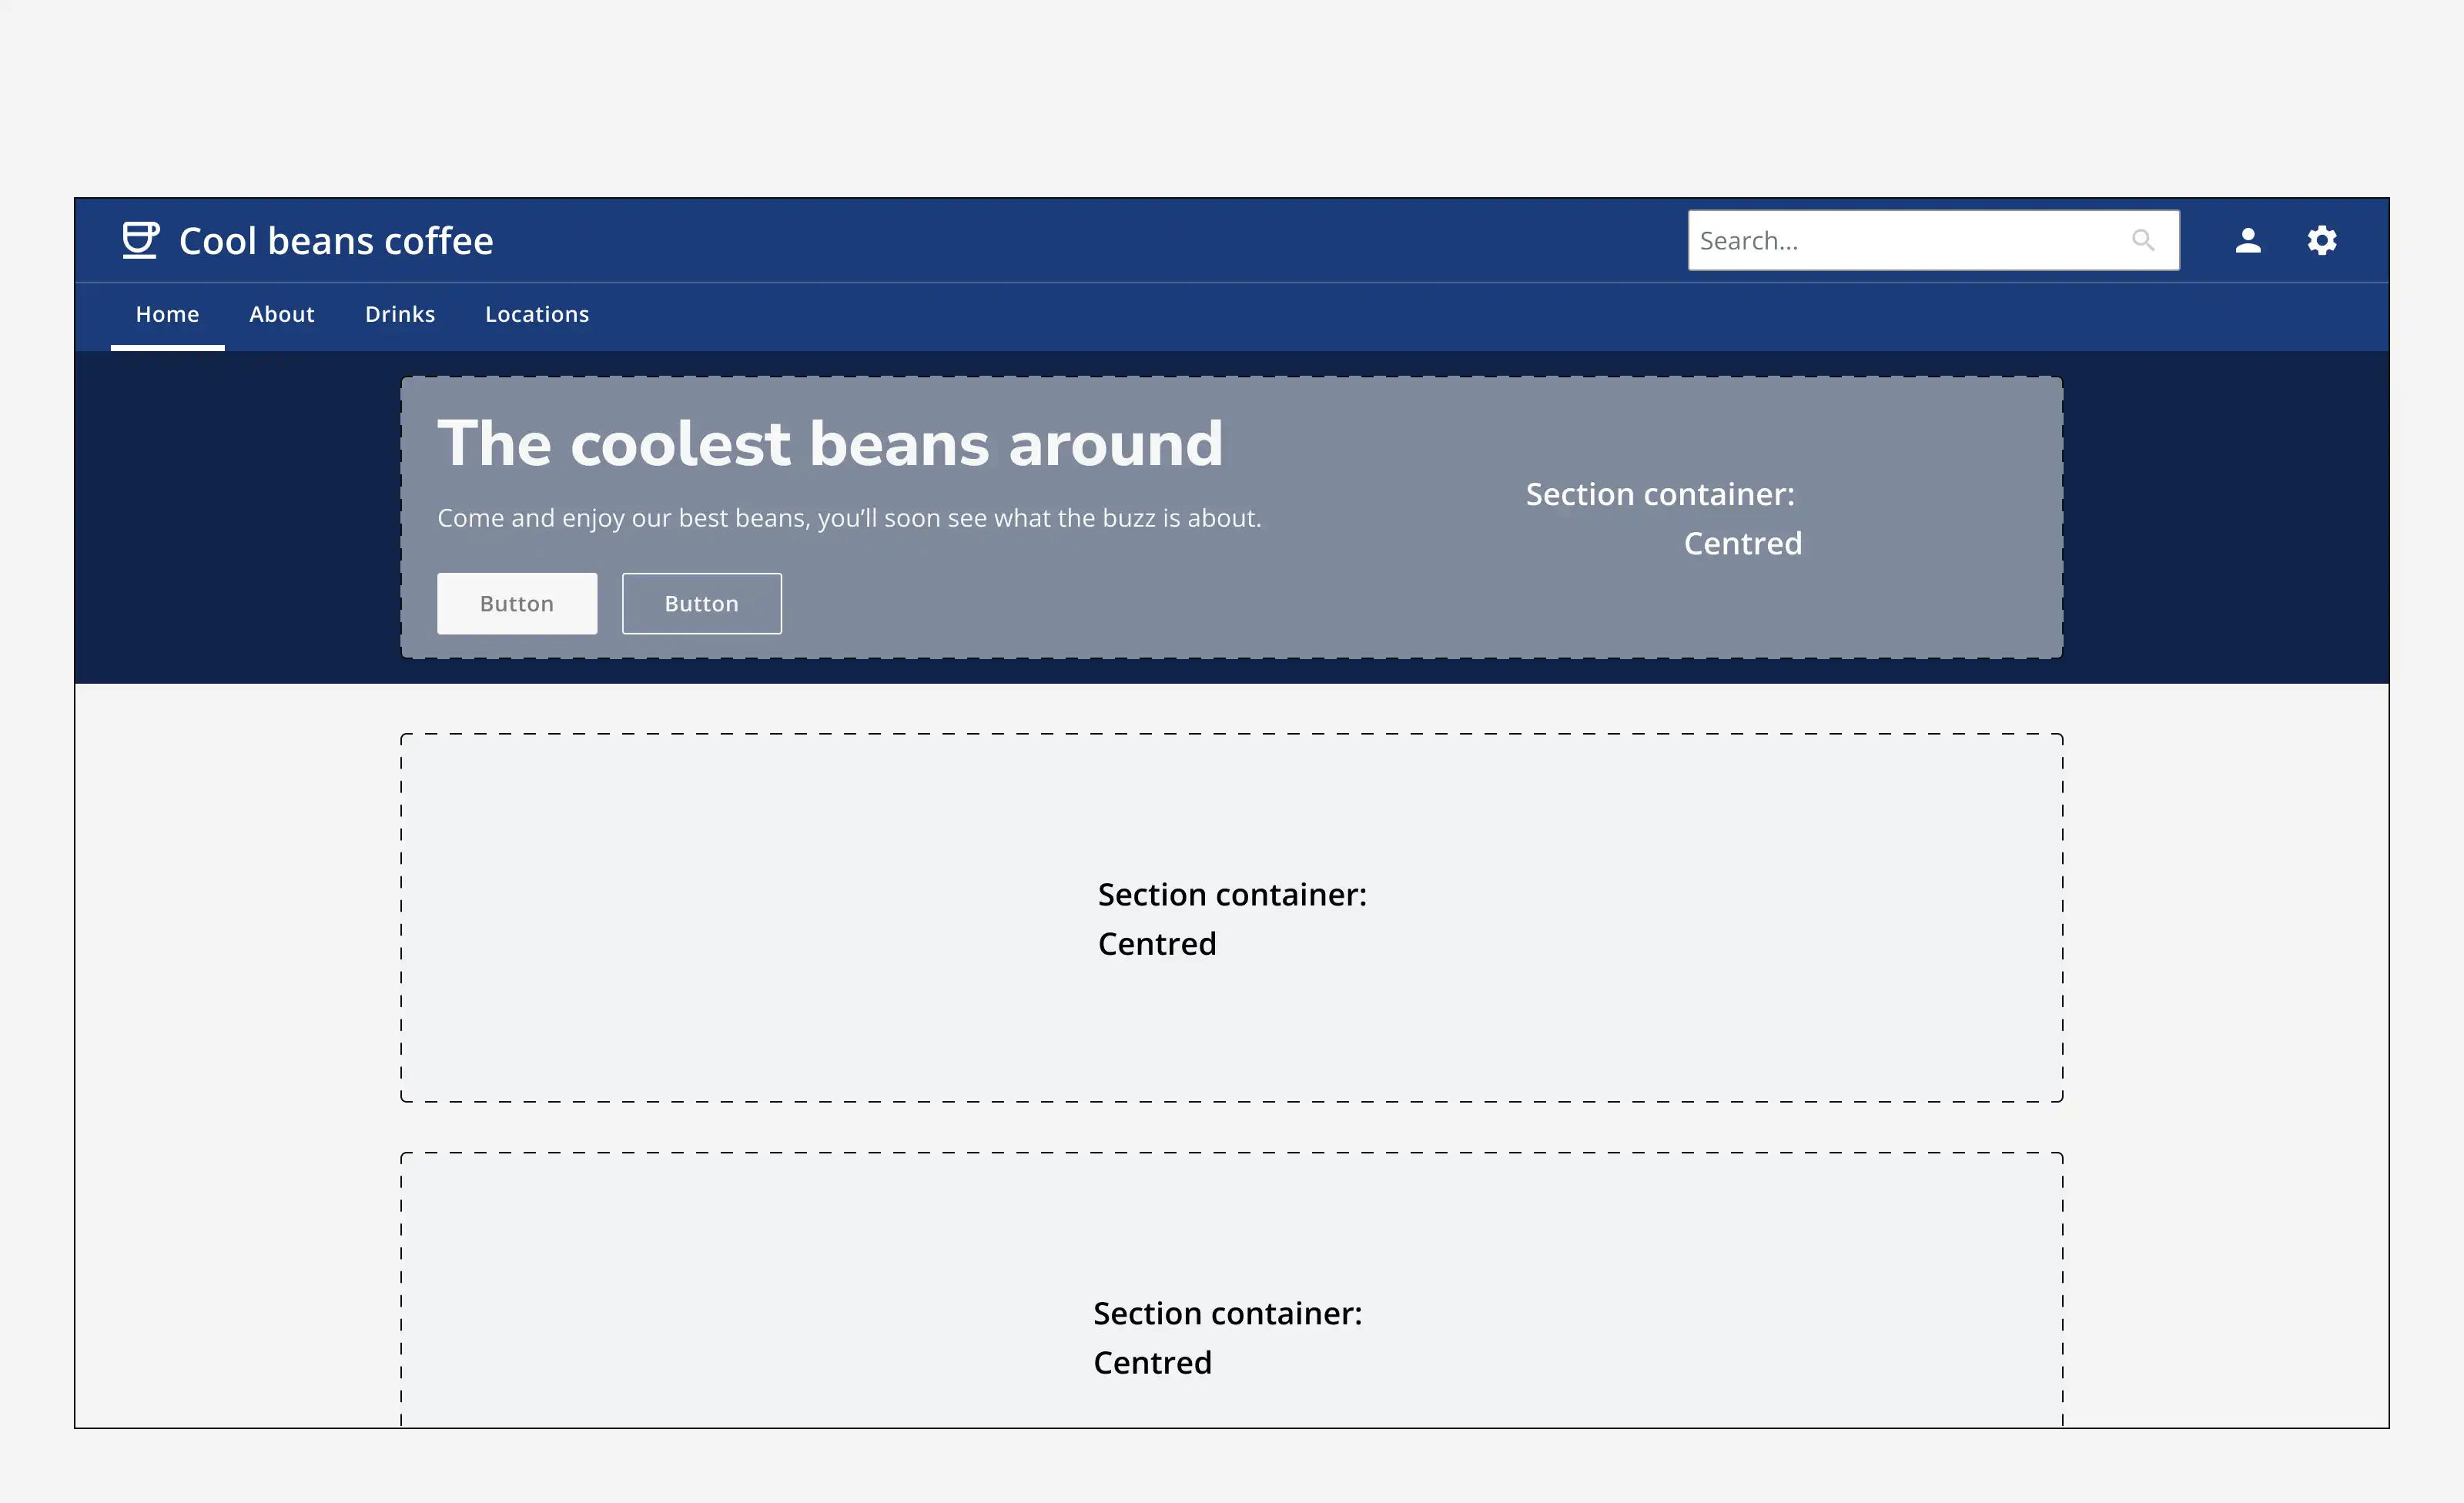 Cool beans coffee
Search...
Home About Drinks Locations
The coolest beans around
Come and enjoy our best beans, you’ll soon see what the buzz is about.
Button Button
Section container:
Centred
Section container:
Centred
Section container:
Centred